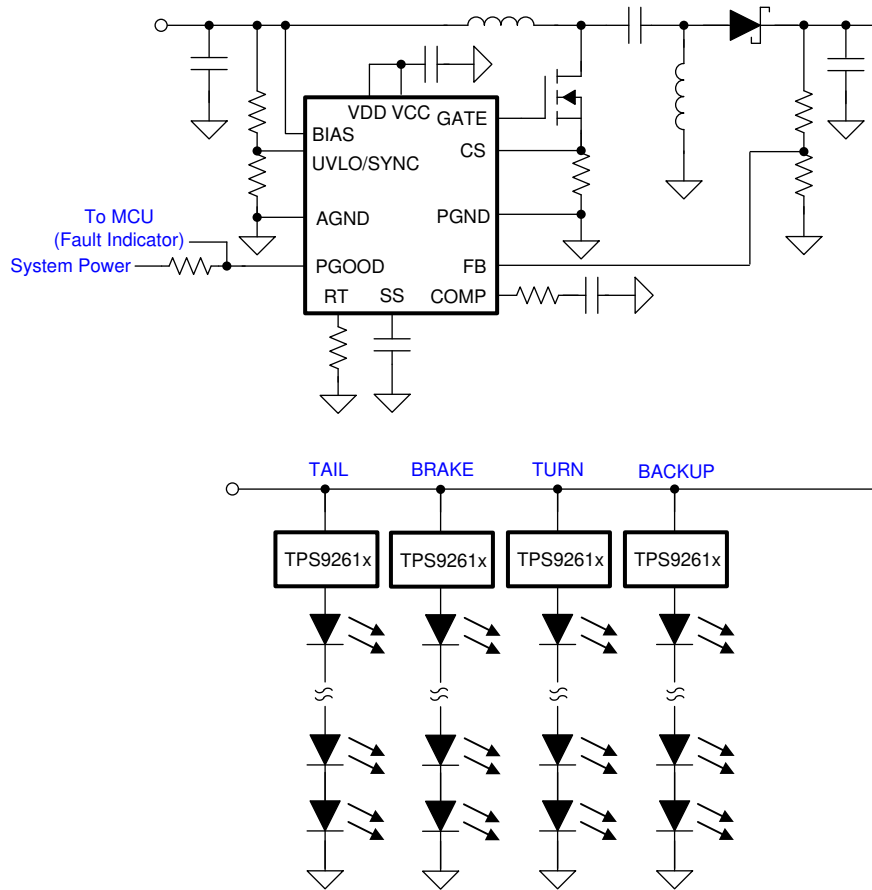 VDD VCC
GATE
BIAS
CS
UVLO/SYNC
To MCU
(Fault Indicator)
AGND
PGND
System Power
PGOOD
FB
RT
SS
COMP
TAIL
BRAKE
TURN
BACKUP
TPS9261x
TPS9261x
TPS9261x
TPS9261x